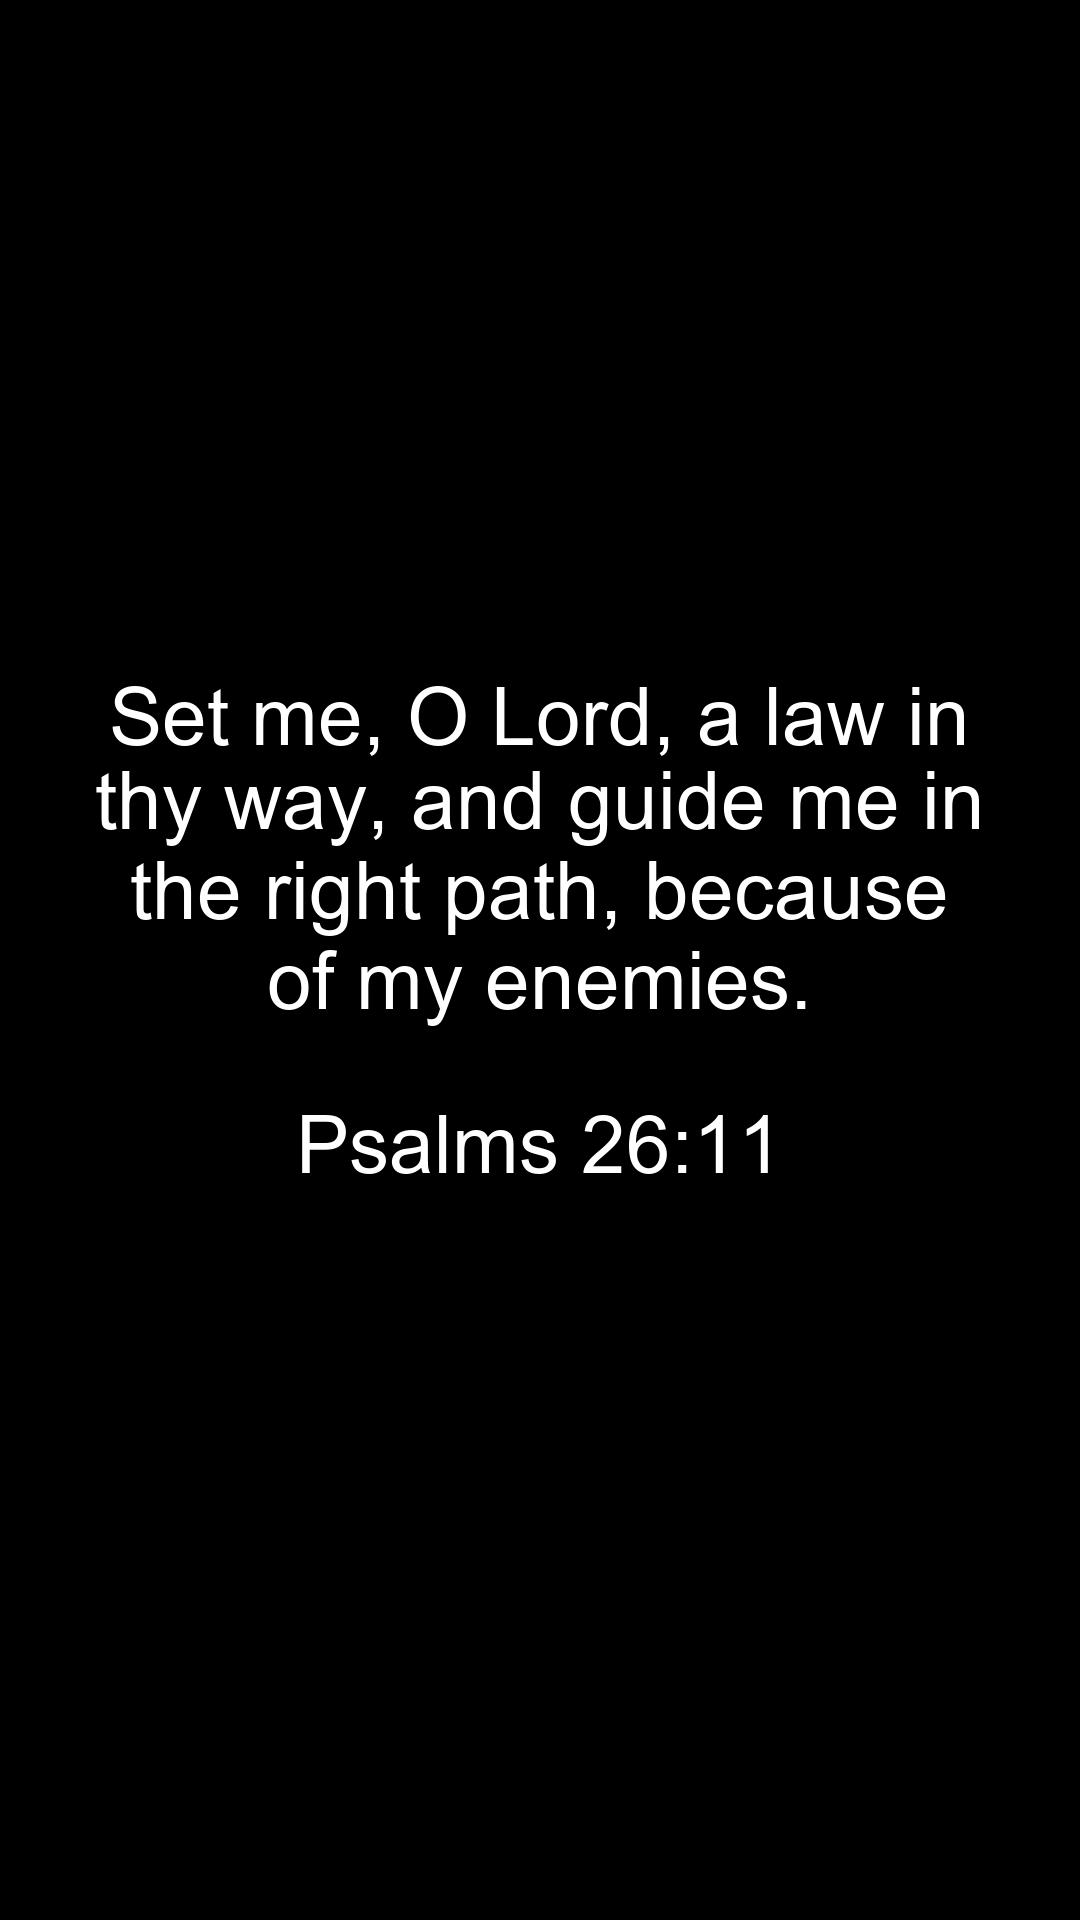 Set me, O Lord, a law in
thy way, and guide me in
the right path, because
of my enemies.
Psalms 26:11